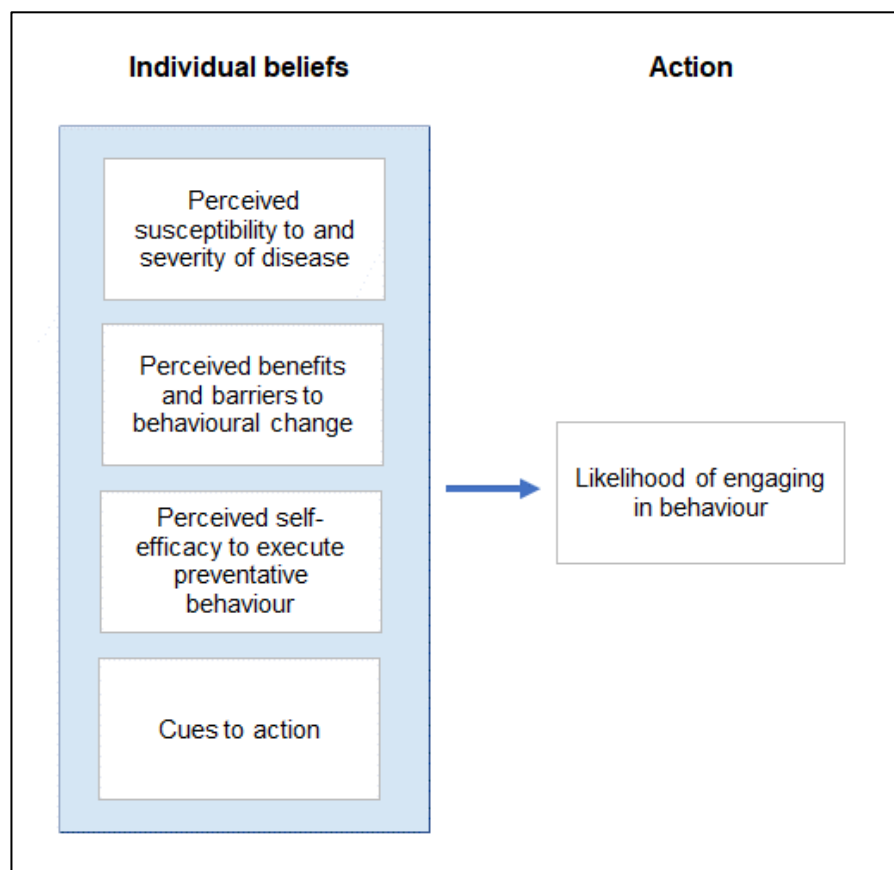 Individual beliefs
Action
Perceived
susceptibility to and
severity of disease
Perceived benefits
and barriers to
behavioural change
Perceived self-
efficacy to execute
preventative
behaviour
Cues to action
Likelihood of engaging
in behaviour